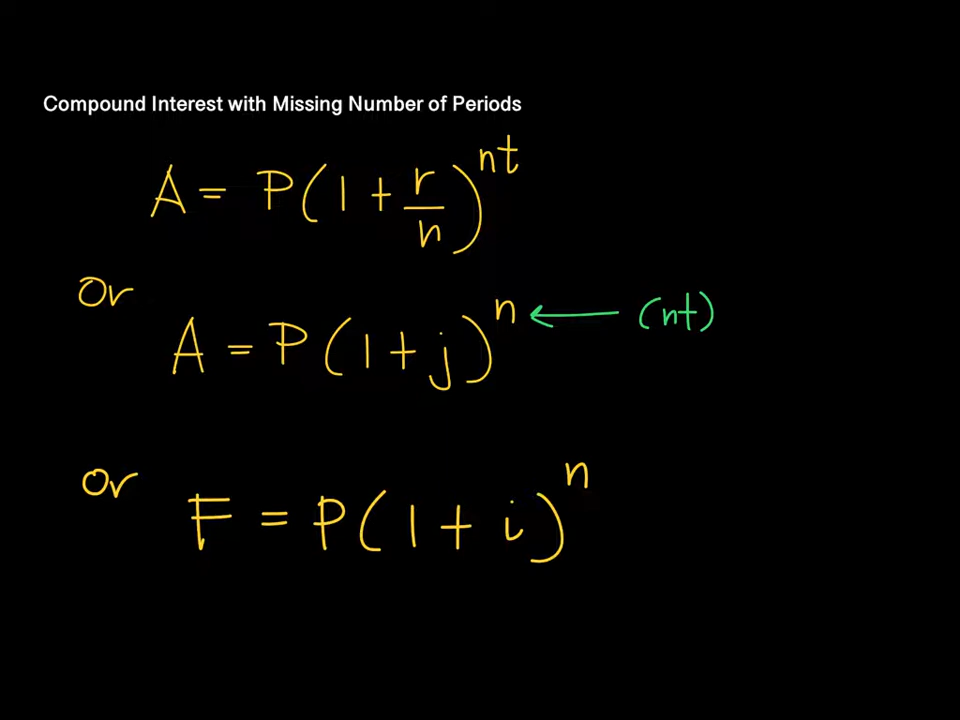 Compound Interest with Missing Number of Periods
A = P(1 + r/n)^nt
or
A = P(1 + j)^n ← (nt)
or
F = P(1 + i)^n